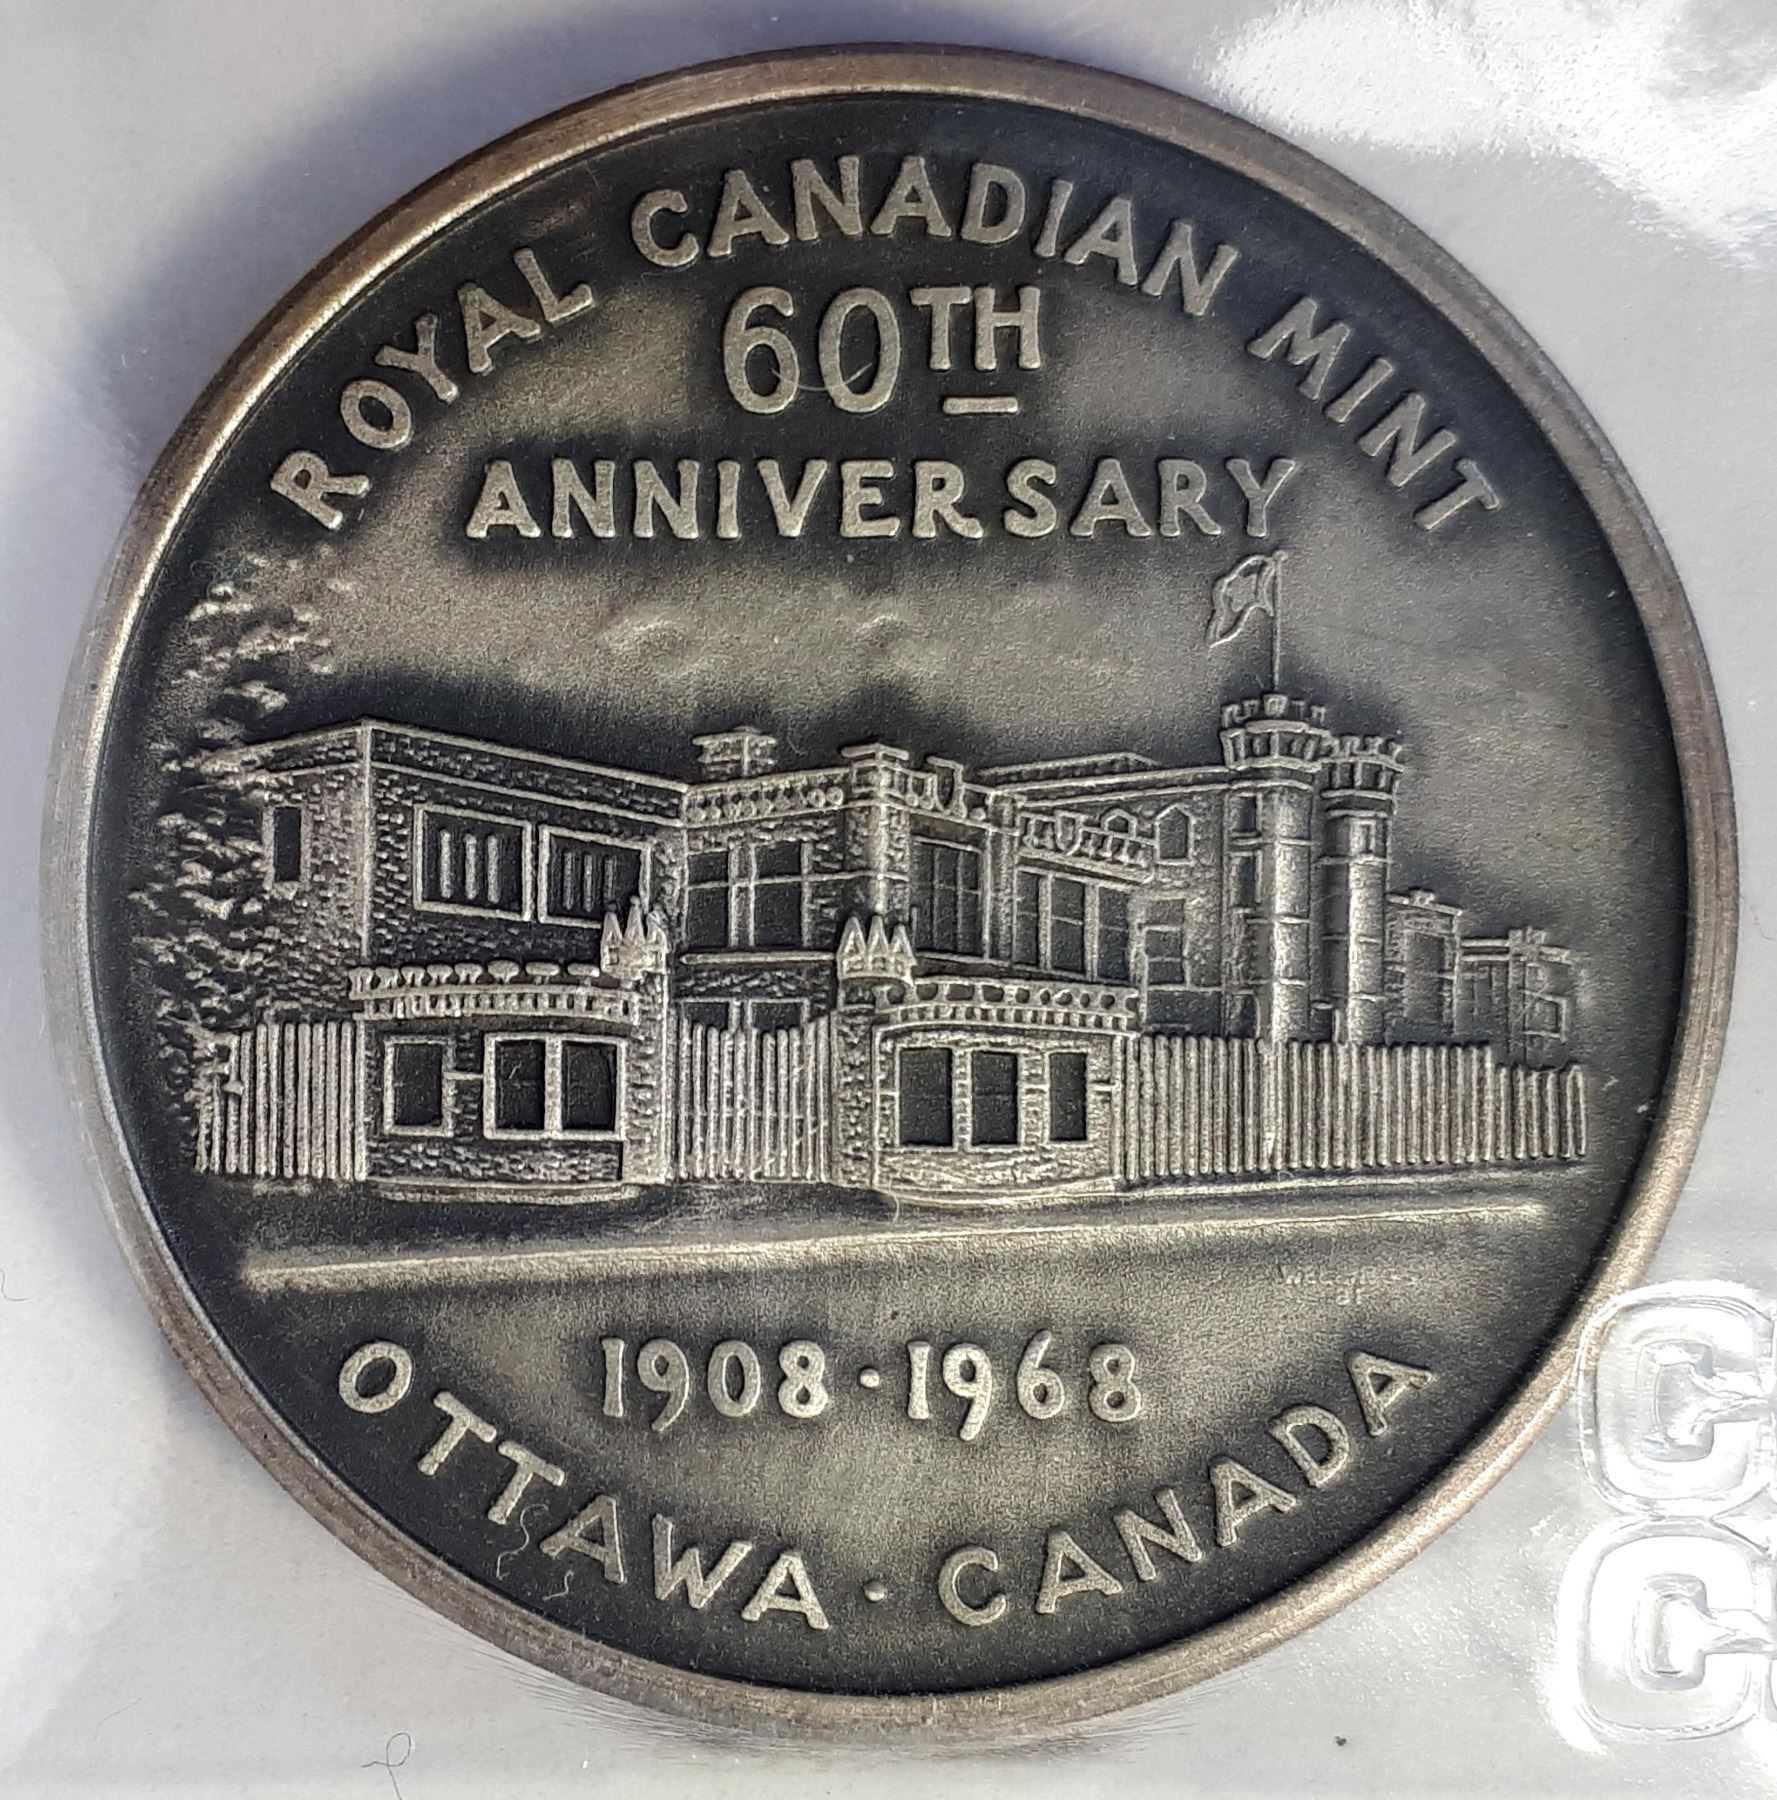 ROYAL CANADIAN MINT
60TH
ANNIVERSARY
1908 · 1968
OTTAWA · CANADA